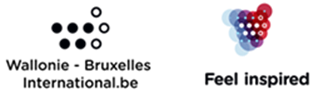 Wallonie - Bruxelles
International.be
Feel inspired